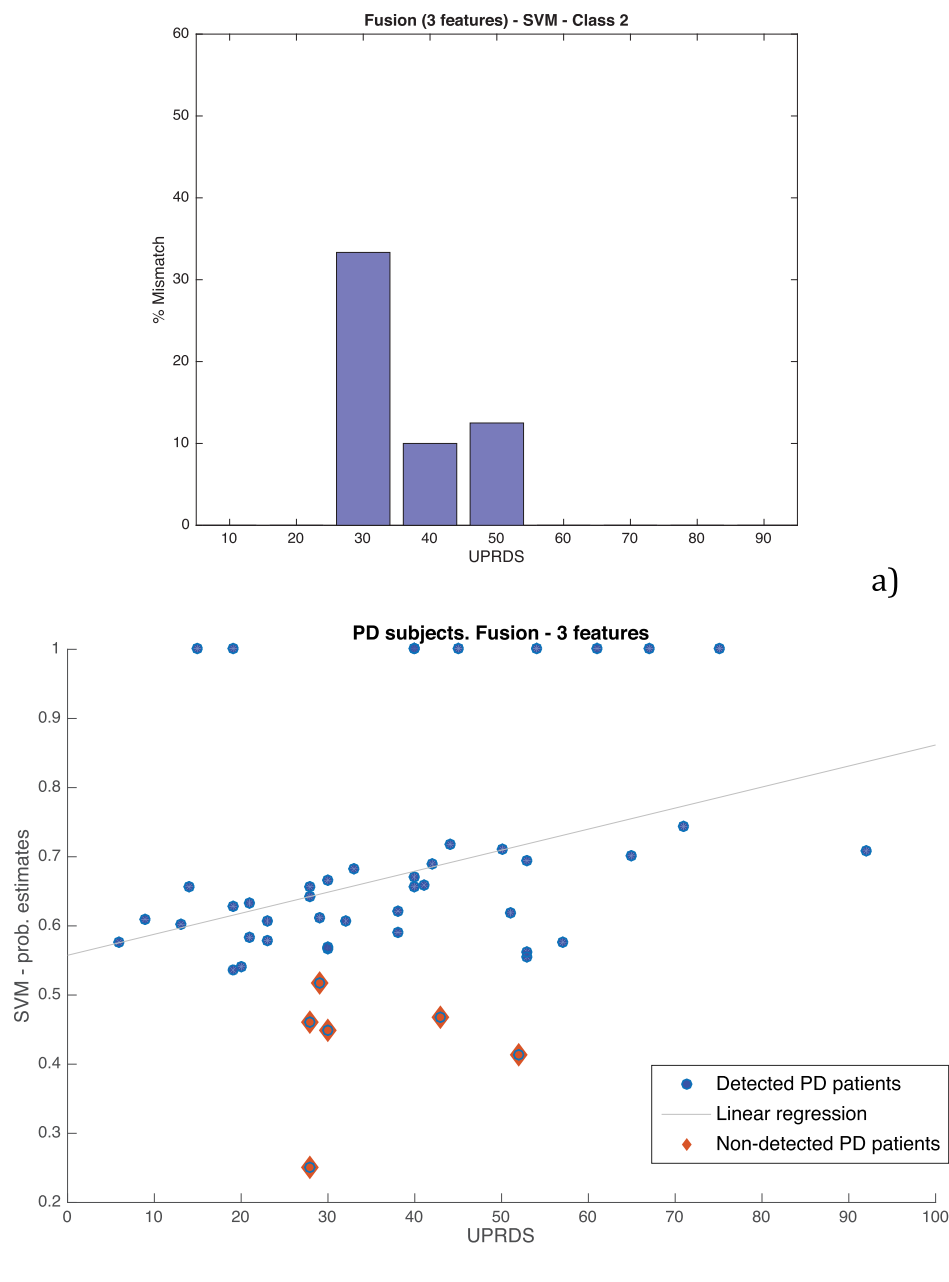 Fusion (3 features) - SVM - Class 2
60
50
40
30
20
10
0
% Mismatch
10 20 30 40 50 60 70 80 90
UPRDS
a)
PD subjects. Fusion - 3 features
1
0.9
0.8
0.7
0.6
0.5
0.4
0.3
0.2
SVM - prob. estimates
Detected PD patients
Linear regression
Non-detected PD patients
0 10 20 30 40 50 60 70 80 90 100
UPRDS